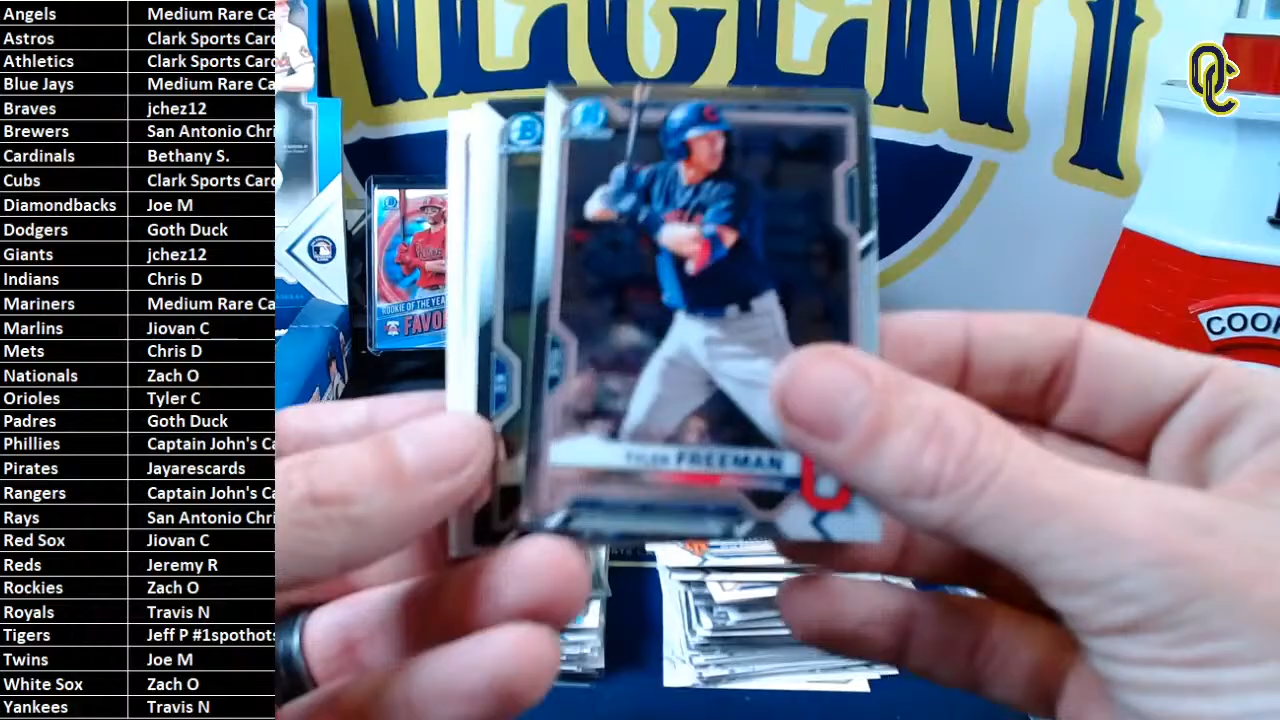 Angels Medium Rare Ca
Astros Clark Sports Card
Athletics Clark Sports Card
Blue Jays Medium Rare Ca
Braves jchez12
Brewers San Antonio Chri
Cardinals Bethany S.
Cubs Clark Sports Card
Diamondbacks Joe M
Dodgers Goth Duck
Giants jchez12
Indians Chris D
Mariners Medium Rare Ca
Marlins Jiovan C
Mets Chris D
Nationals Zach O
Orioles Tyler C
Padres Goth Duck
Phillies Captain John's Ca
Pirates Jayarescards
Rangers Captain John's Ca
Rays San Antonio Chri
Red Sox Jiovan C
Reds Jeremy R
Rockies Zach O
Royals Travis N
Tigers Jeff P #1spothots
Twins Joe M
White Sox Zach O
Yankees Travis N
OC
ROOKIE OF THE YEA
FAVO
TYLER FREEMAN
C
B
COO